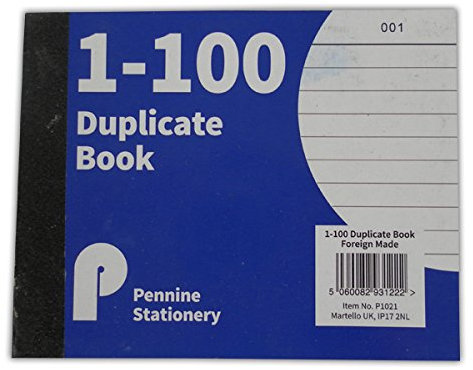 001
1-100
Duplicate
Book
1-100 Duplicate Book
Foreign Made
5 060082 931222 >
Item No. P1021
Martello UK, IP17 2NL
P
Pennine
Stationery